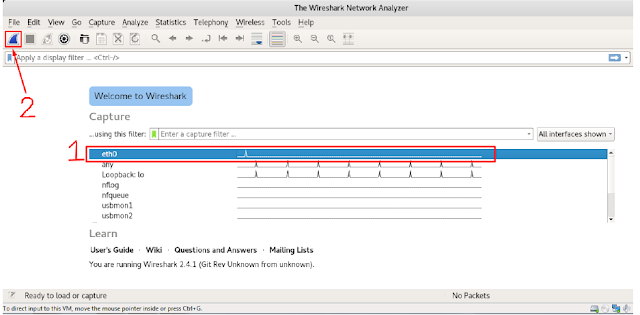 The Wireshark Network Analyzer
File Edit View Go Capture Analyze Statistics Telephony Wireless Tools Help
2
Apply a display filter ... <Ctrl-/>
Welcome to Wireshark
Capture
...using this filter: Enter a capture filter ... All interfaces shown
1
eth0
any
Loopback: lo
nflog
nfqueue
usbmon1
usbmon2
Learn
User's Guide · Wiki · Questions and Answers · Mailing Lists
You are running Wireshark 2.4.1 (Git Rev Unknown from unknown).
Ready to load or capture No Packets
To direct input to this VM, move the mouse pointer inside or press Ctrl+G.